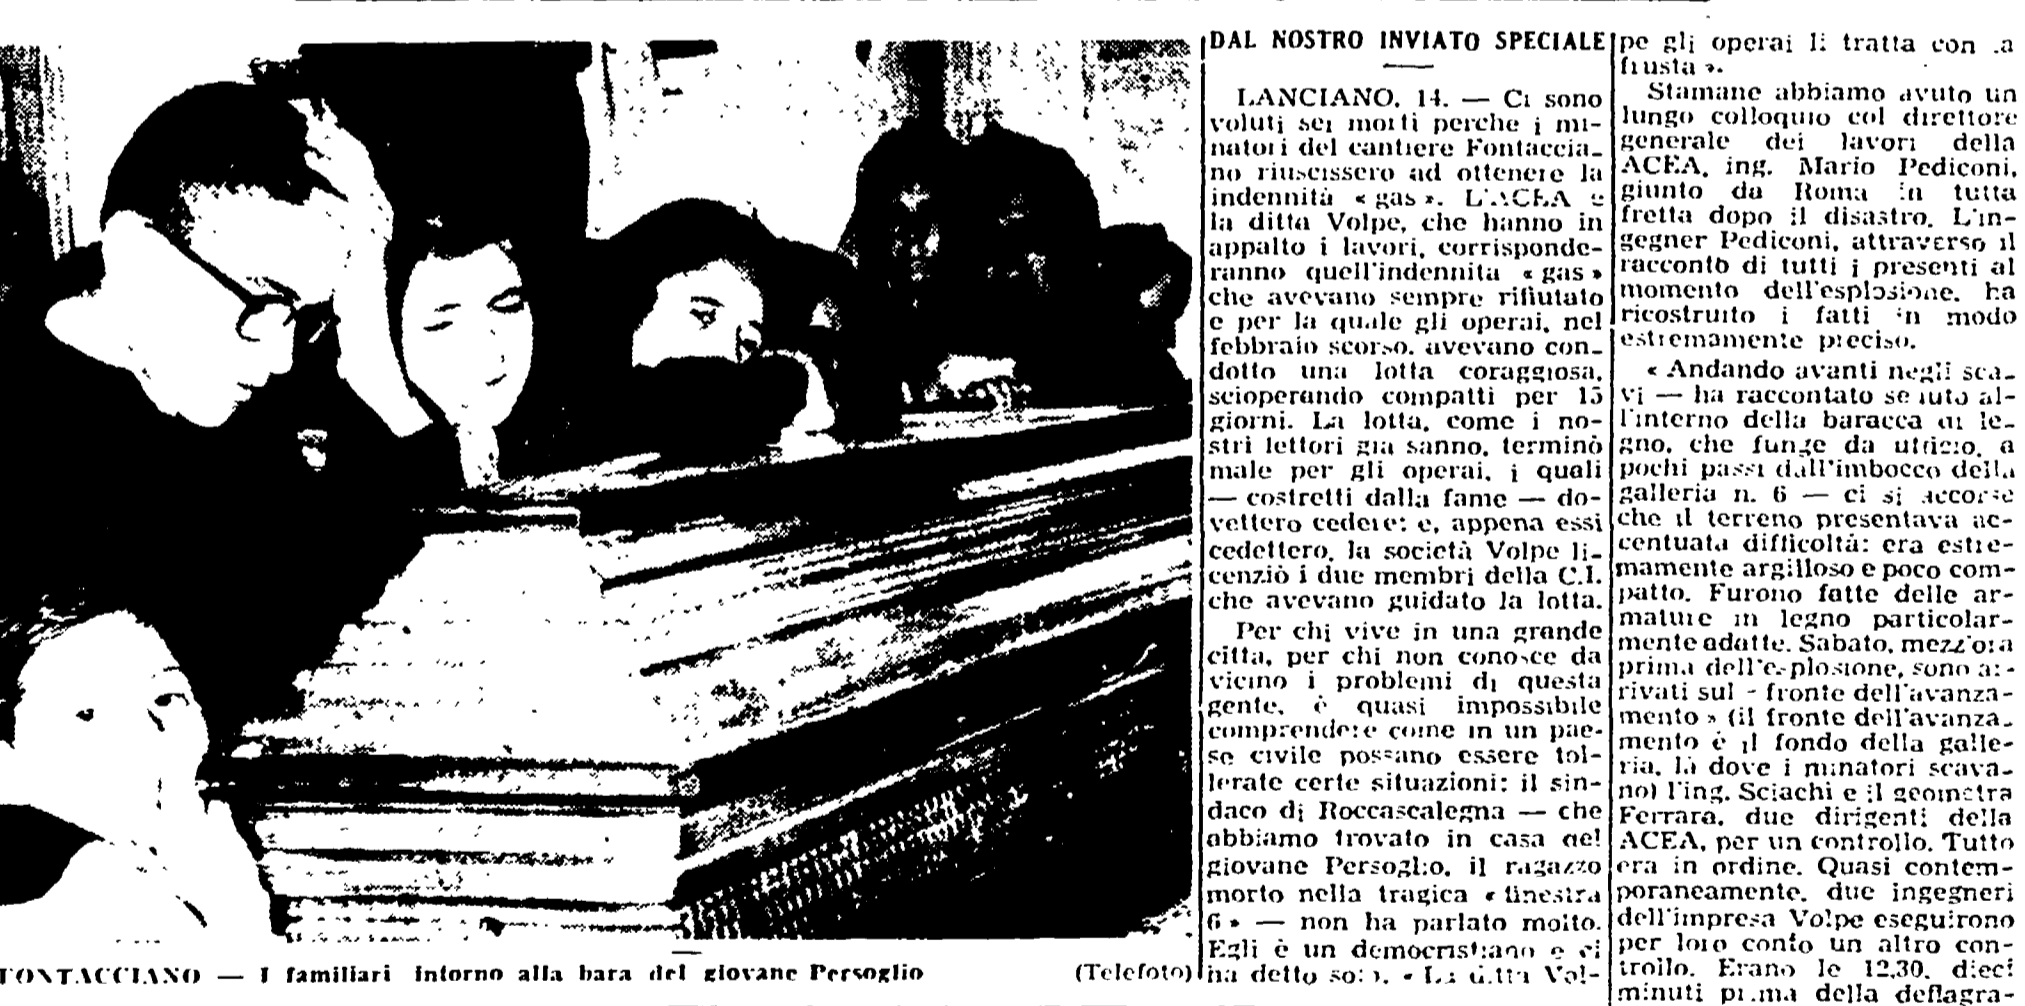 DAL NOSTRO INVIATO SPECIALE
LANCIANO, 14. — Ci sono
voluti sei morti perche i mi-
natori del cantiere Fontaccia-
no riuscissero ad ottenere la
indennità « gas ». L'ACEA e
la ditta Volpe, che hanno in
appalto i lavori, corrisponde-
ranno quell'indennita « gas »
che avevano sempre rifiutato
e per la quale gli operai, nel
febbraio scorso, avevano con-
dotto una lotta coraggiosa,
scioperando compatti per 15
giorni. La lotta, come i no-
stri lettori gia sanno, terminò
male per gli operai, i quali
— costretti dalla fame — do-
vettero cedere: e, appena essi
cedettero, la società Volpe li-
cenziò i due membri della C.I.
che avevano guidato la lotta.
Per chi vive in una grande
citta, per chi non conosce da
vicino i problemi di questa
gente, è quasi impossibile
comprendere come in un pae-
se civile possano essere tol-
lerate certe situazioni: il sin-
daco di Roccascalegna — che
abbiamo trovato in casa del
giovane Persoglio, il ragazzo
morto nella tragica « finestra
6 » — non ha parlato molto.
Egli è un democristiano e ci
ha detto solo: « La ditta Vol-
pe gli operai li tratta con la
frusta ».
Stamane abbiamo avuto un
lungo colloquio col direttore
generale dei lavori della
ACEA, ing. Mario Pediconi,
giunto da Roma in tutta
fretta dopo il disastro. L'in-
gegner Pediconi, attraverso il
racconto di tutti i presenti al
momento dell'esplosione, ha
ricostruito i fatti in modo
estremamente preciso.
« Andando avanti negli sca-
vi — ha raccontato seduto al-
l'interno della baracca di le-
gno, che funge da ufficio, a
pochi passi dall'imbocco della
galleria n. 6 — ci si accorse
che il terreno presentava ac-
centuata difficoltà: era estre-
mamente argilloso e poco com-
patto. Furono fatte delle ar-
mature in legno particolar-
mente adatte. Sabato, mezz'ora
prima dell'esplosione, sono ar-
rivati sul « fronte dell'avanza-
mento » (il fronte dell'avanza-
mento è il fondo della galle-
ria, là dove i minatori scava-
no) l'ing. Sciachi e il geometra
Ferrara, due dirigenti della
ACEA, per un controllo. Tutto
era in ordine. Quasi contem-
poraneamente, due ingegneri
dell'impresa Volpe eseguirono
per loro conto un altro con-
trollo. Erano le 12,30, dieci
minuti prima della deflagra-
FONTACCIANO — I familiari intorno alla bara del giovane Persoglio (Telefoto)